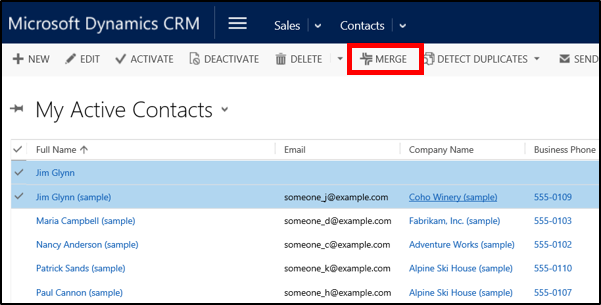 Microsoft Dynamics CRM Sales Contacts
NEW EDIT ACTIVATE DEACTIVATE DELETE MERGE DETECT DUPLICATES SEND
My Active Contacts
Full Name Email Company Name Business Phone
Jim Glynn
Jim Glynn (sample) someone_j@example.com Coho Winery (sample) 555-0109
Maria Campbell (sample) someone_d@example.com Fabrikam, Inc. (sample) 555-0103
Nancy Anderson (sample) someone_c@example.com Adventure Works (sample) 555-0102
Patrick Sands (sample) someone_k@example.com Alpine Ski House (sample) 555-0110
Paul Cannon (sample) someone_h@example.com Alpine Ski House (sample) 555-0107